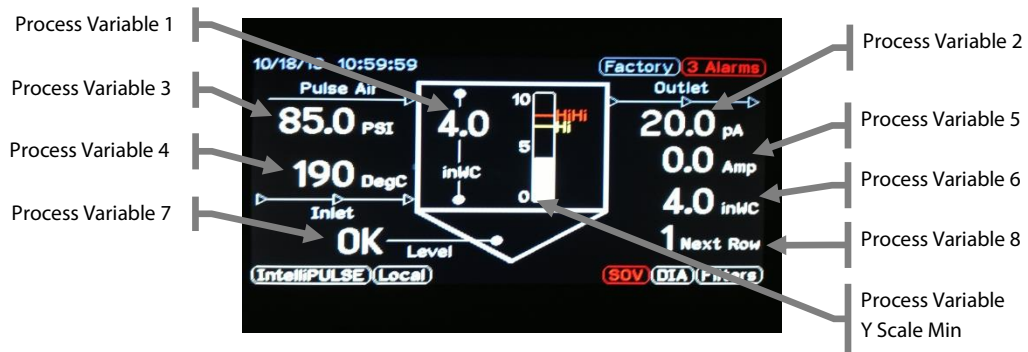 Process Variable 1
Process Variable 3
Process Variable 4
Process Variable 7
10/18/ 10:59:59
Factory 3 Alarms
Pulse Air
85.0 PSI
190 DegC
Inlet
OK Level
IntelliPULSE Local
4.0
inWC
10
5
0
HiHi
Hi
Outlet
20.0 pA
0.0 Amp
4.0 inWC
1 Next Row
SOV DIA Filters
Process Variable 2
Process Variable 5
Process Variable 6
Process Variable 8
Process Variable
Y Scale Min